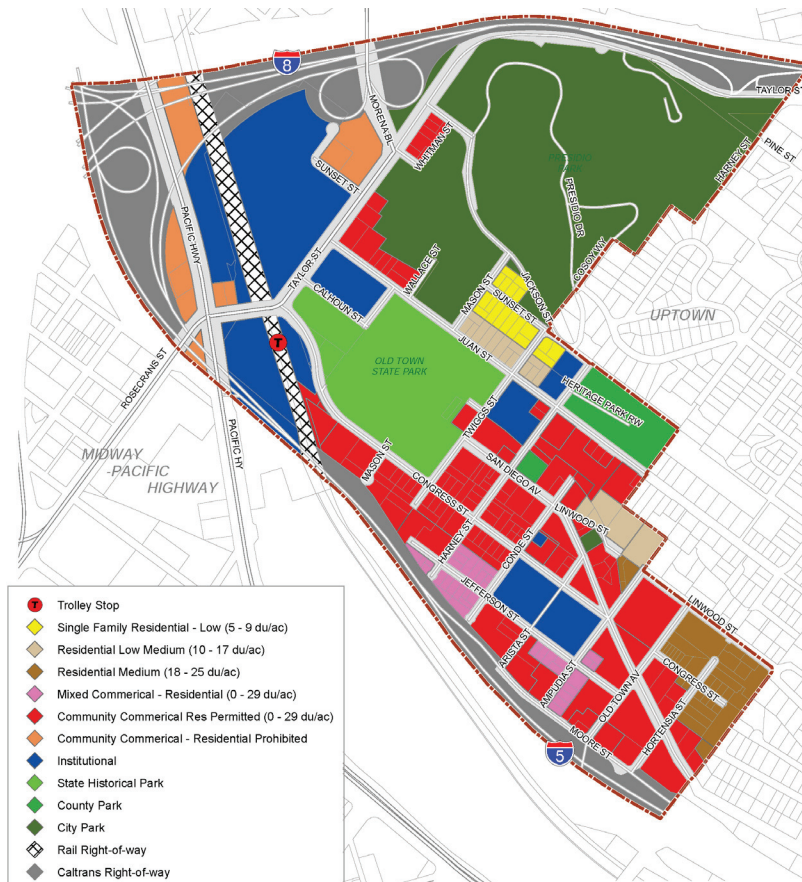 8
TAYLOR ST
MORENA BL
WHITMAN ST
PINE ST
HARNEY ST
PRESIDIO
PARK
SUNSET ST
PRESIDIO DR
PACIFIC HWY
TAYLOR ST
WALLACE ST
JACKSON ST
COSOY WY
CALHOUN ST
MASON ST
SUNSET ST
UPTOWN
T
JUAN ST
OLD TOWN
STATE PARK
ROSECRANS ST
HERITAGE PARK RW
TWIGGS ST
PACIFIC HY
MIDWAY
-PACIFIC
HIGHWAY
MASON ST
SAN DIEGO AV
CONGRESS ST
LINWOOD ST
HARNEY ST
CONDE ST
JEFFERSON ST
LINWOOD ST
ARISTA ST
AMPUDIA ST
CONGRESS ST
OLD TOWN AV
HORTENSIA ST
MOORE ST
5
T Trolley Stop
Single Family Residential - Low (5 - 9 du/ac)
Residential Low Medium (10 - 17 du/ac)
Residential Medium (18 - 25 du/ac)
Mixed Commerical - Residential (0 - 29 du/ac)
Community Commerical Res Permitted (0 - 29 du/ac)
Community Commerical - Residential Prohibited
Institutional
State Historical Park
County Park
City Park
Rail Right-of-way
Caltrans Right-of-way